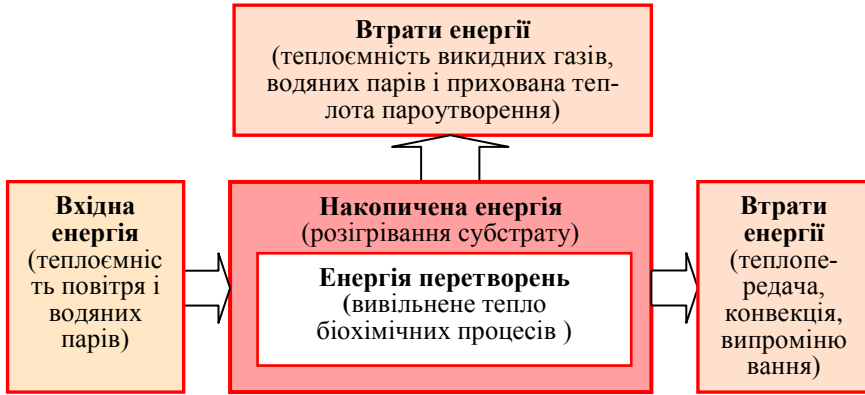 Втрати енергії
(теплоємність викидних газів,
водяних парів і прихована теп-
лота пароутворення)
Вхідна
енергія
(теплоємніс
ть повітря і
водяних
парів)
Накопичена енергія
(розігрівання субстрату)
Енергія перетворень
(вивільнене тепло
біохімічних процесів )
Втрати
енергії
(теплопе-
редача,
конвекція,
випроміню
вання)